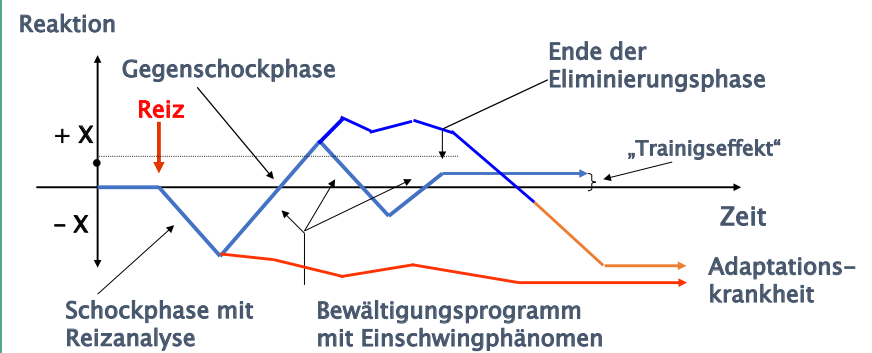 Reaktion
Ende der
Eliminierungsphase
Gegenschockphase
Reiz
+ X
„Trainigseffekt“
– X
Zeit
Adaptations-
krankheit
Schockphase mit
Reizanalyse
Bewältigungsprogramm
mit Einschwingphänomen